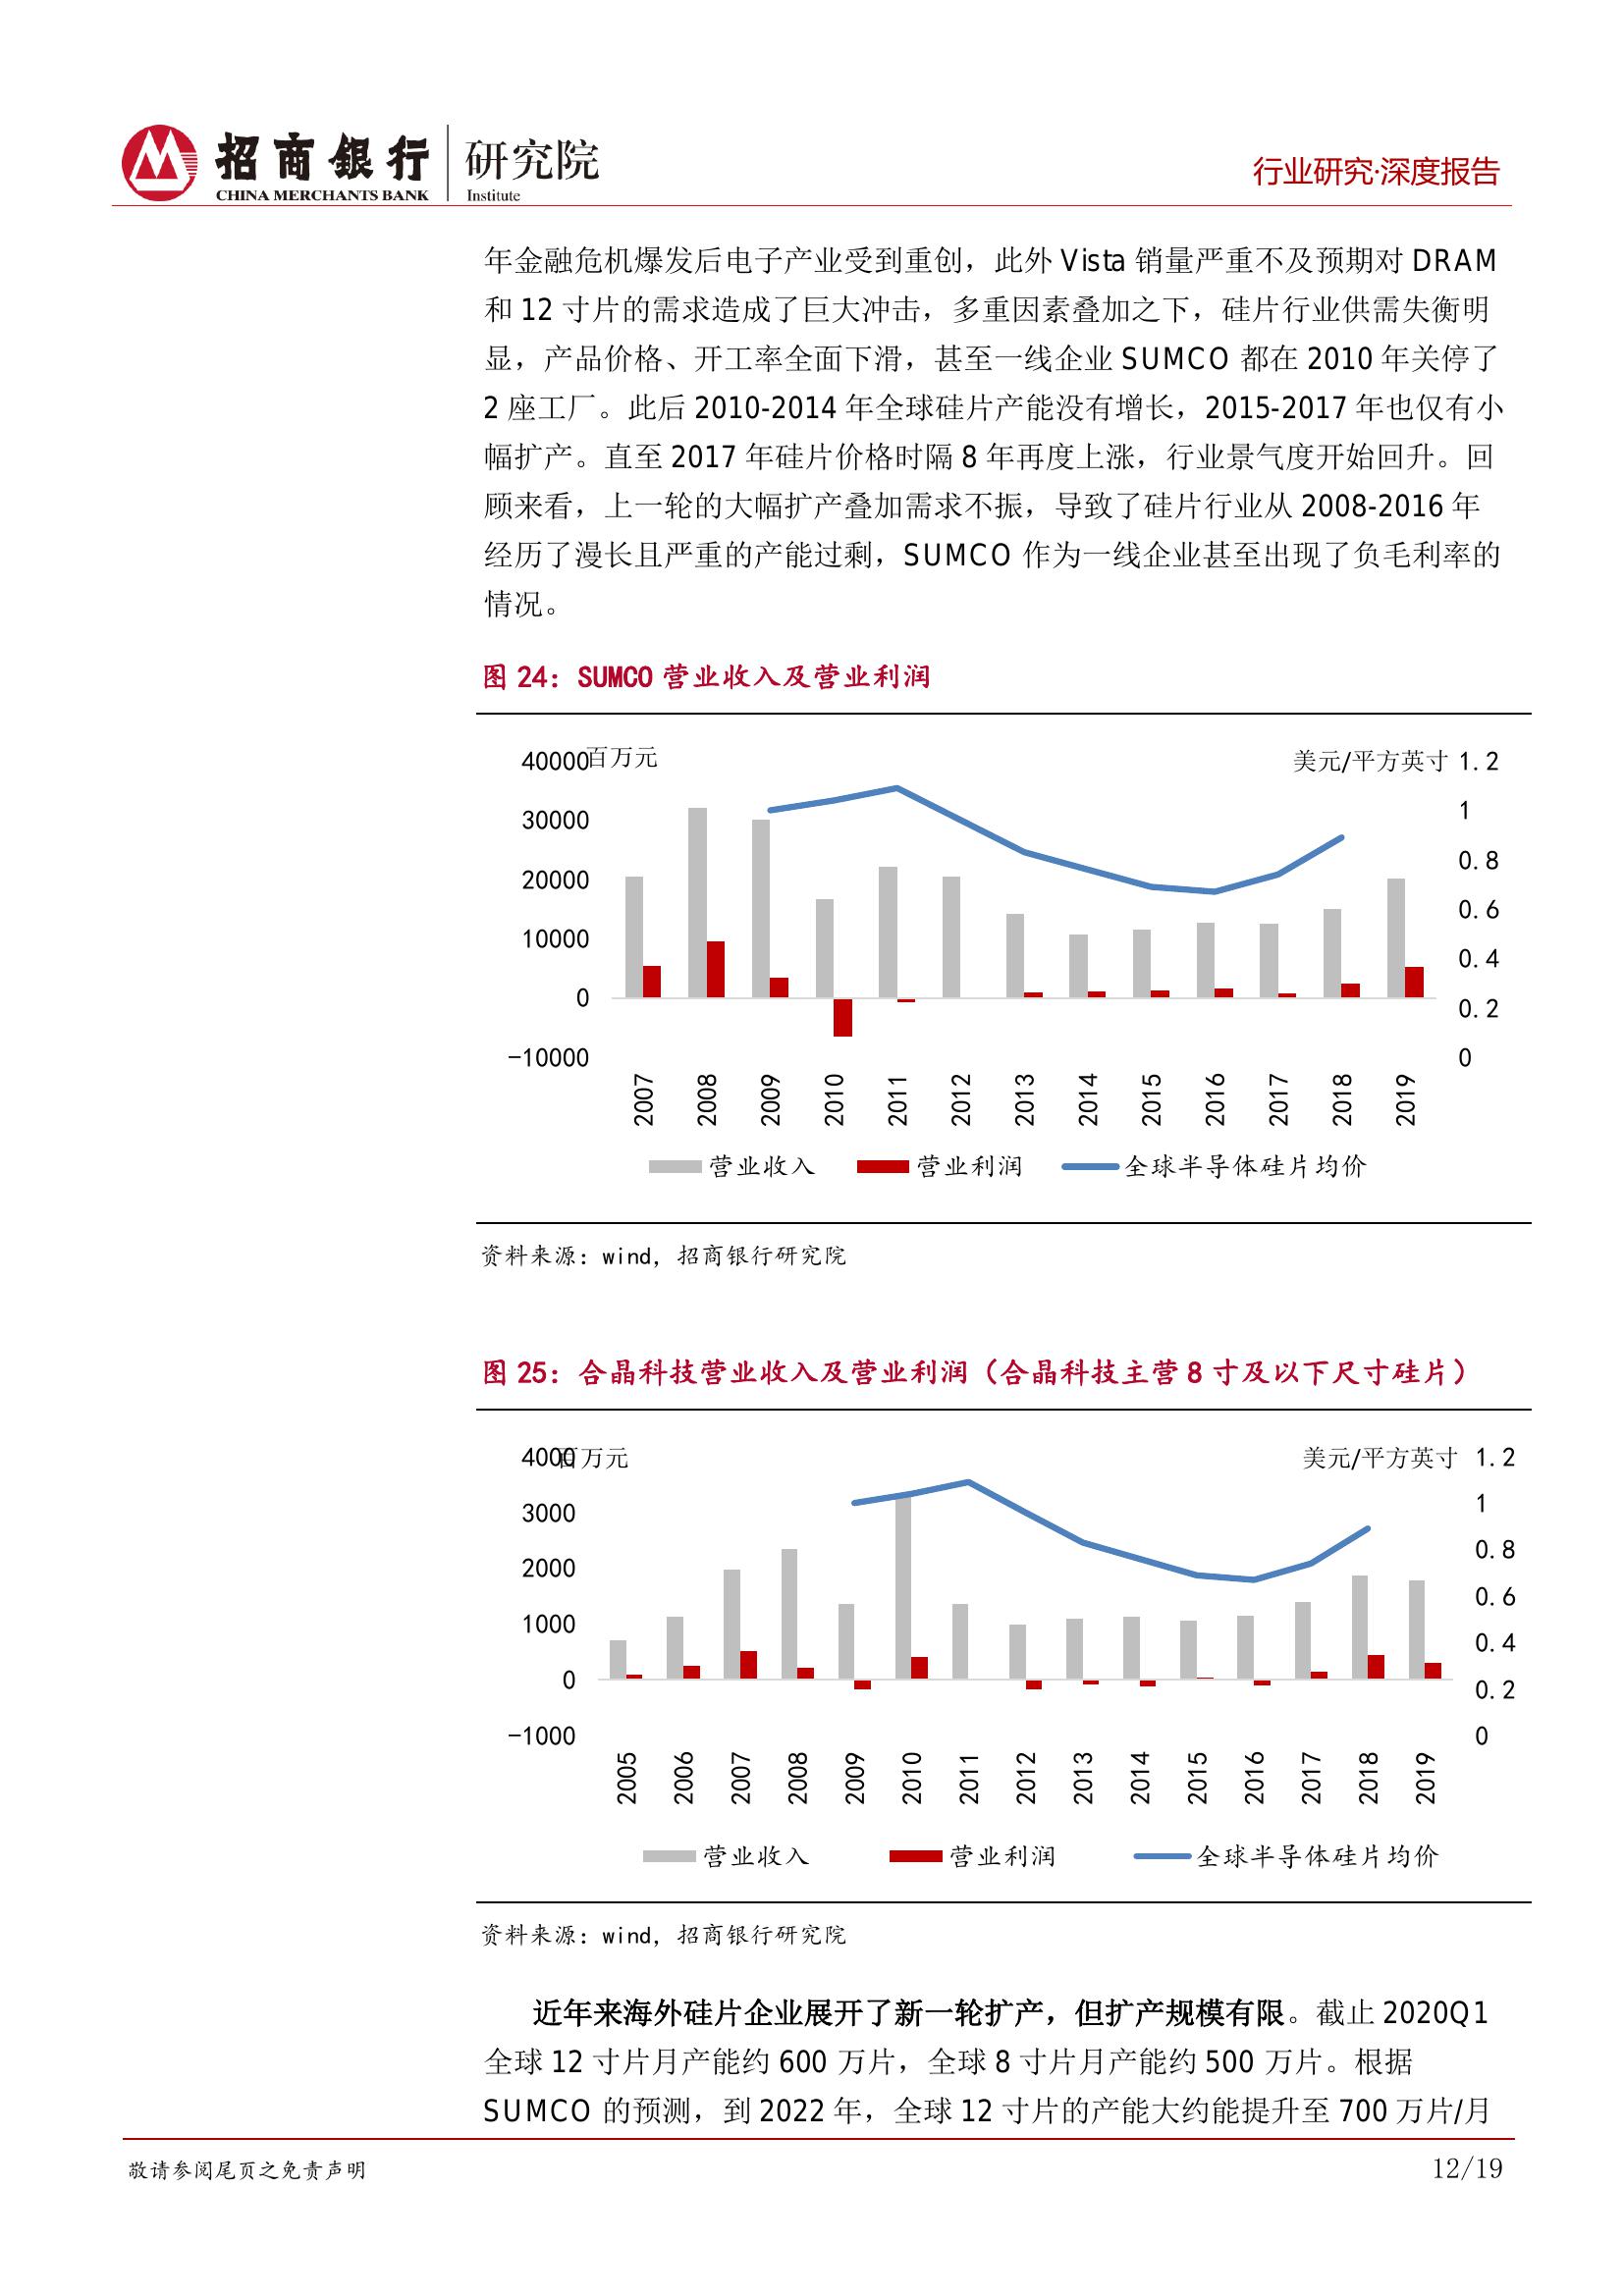 招商银行
CHINA MERCHANTS BANK
研究院
Institute
行业研究·深度报告
年金融危机爆发后电子产业受到重创，此外 Vista 销量严重不及预期对 DRAM
和 12 寸片的需求造成了巨大冲击，多重因素叠加之下，硅片行业供需失衡明
显，产品价格、开工率全面下滑，甚至一线企业 SUMCO 都在 2010 年关停了
2 座工厂。此后 2010-2014 年全球硅片产能没有增长，2015-2017 年也仅有小
幅扩产。直至 2017 年硅片价格时隔 8 年再度上涨，行业景气度开始回升。回
顾来看，上一轮的大幅扩产叠加需求不振，导致了硅片行业从 2008-2016 年
经历了漫长且严重的产能过剩，SUMCO 作为一线企业甚至出现了负毛利率的
情况。
图 24：SUMCO 营业收入及营业利润
百万元
美元/平方英寸
40000
30000
20000
10000
0
-10000
1.2
1
0.8
0.6
0.4
0.2
0
2007 2008 2009 2010 2011 2012 2013 2014 2015 2016 2017 2018 2019
营业收入 营业利润 全球半导体硅片均价
资料来源：wind，招商银行研究院
图 25：合晶科技营业收入及营业利润（合晶科技主营 8 寸及以下尺寸硅片）
百万元
美元/平方英寸
4000
3000
2000
1000
0
-1000
1.2
1
0.8
0.6
0.4
0.2
0
2005 2006 2007 2008 2009 2010 2011 2012 2013 2014 2015 2016 2017 2018 2019
营业收入 营业利润 全球半导体硅片均价
资料来源：wind，招商银行研究院
近年来海外硅片企业展开了新一轮扩产，但扩产规模有限。截止 2020Q1
全球 12 寸片月产能约 600 万片，全球 8 寸片月产能约 500 万片。根据
SUMCO 的预测，到 2022 年，全球 12 寸片的产能大约能提升至 700 万片/月
敬请参阅尾页之免责声明
12/19